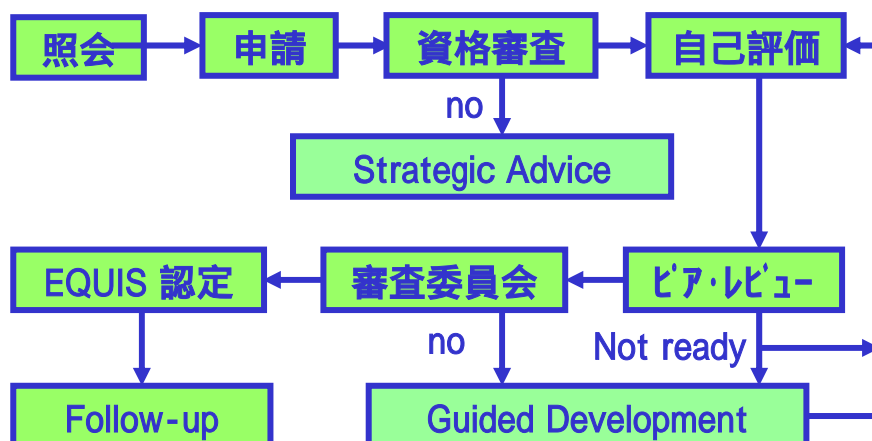 照会
申請
資格審査
自己評価
no
Strategic Advice
EQUIS 認定
審査委員会
ﾋﾟｱ･ﾚﾋﾞｭｰ
no
Not ready
Follow-up
Guided Development